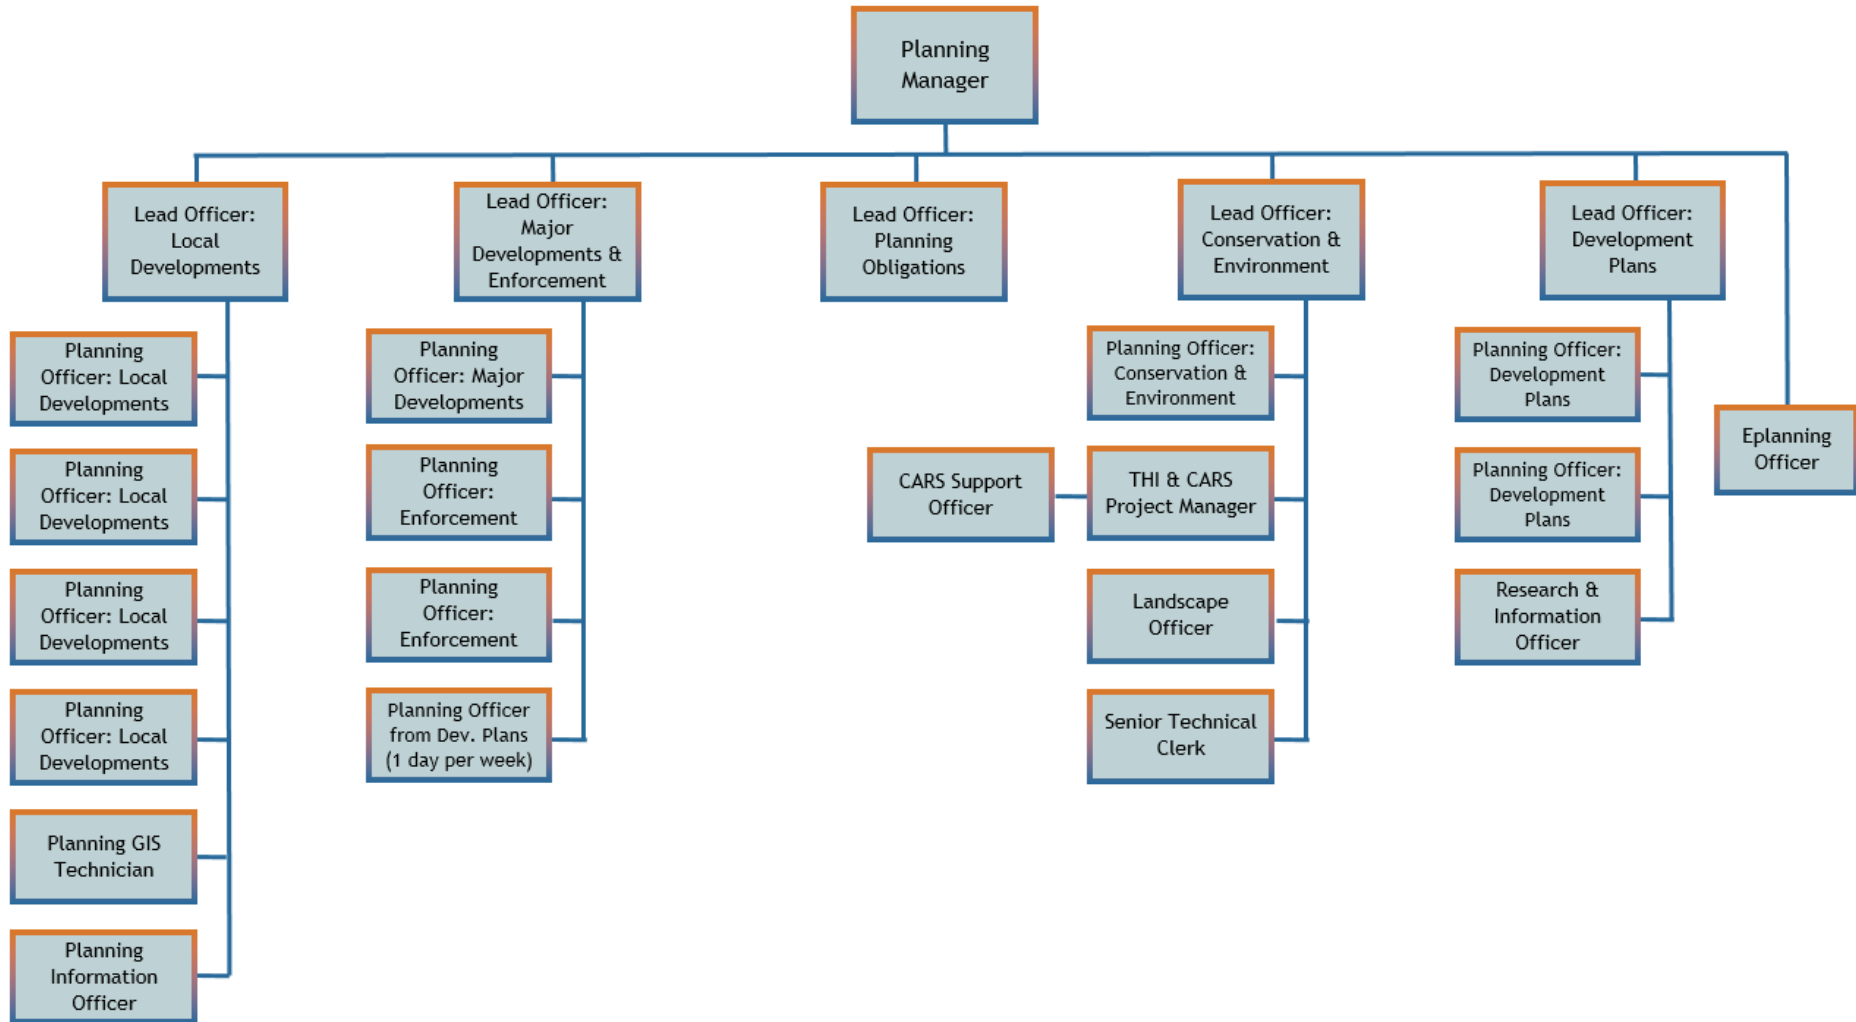 Planning
Manager
Lead Officer:
Local
Developments
Lead Officer:
Major
Developments &
Enforcement
Lead Officer:
Planning
Obligations
Lead Officer:
Conservation &
Environment
Lead Officer:
Development
Plans
Eplanning
Officer
Planning
Officer: Local
Developments
Planning
Officer: Local
Developments
Planning
Officer: Local
Developments
Planning
Officer: Local
Developments
Planning GIS
Technician
Planning
Information
Officer
Planning
Officer: Major
Developments
Planning
Officer:
Enforcement
Planning
Officer:
Enforcement
Planning Officer
from Dev. Plans
(1 day per week)
Planning Officer:
Conservation &
Environment
CARS Support
Officer
THI & CARS
Project Manager
Landscape
Officer
Senior Technical
Clerk
Planning Officer:
Development
Plans
Planning Officer:
Development
Plans
Research &
Information
Officer